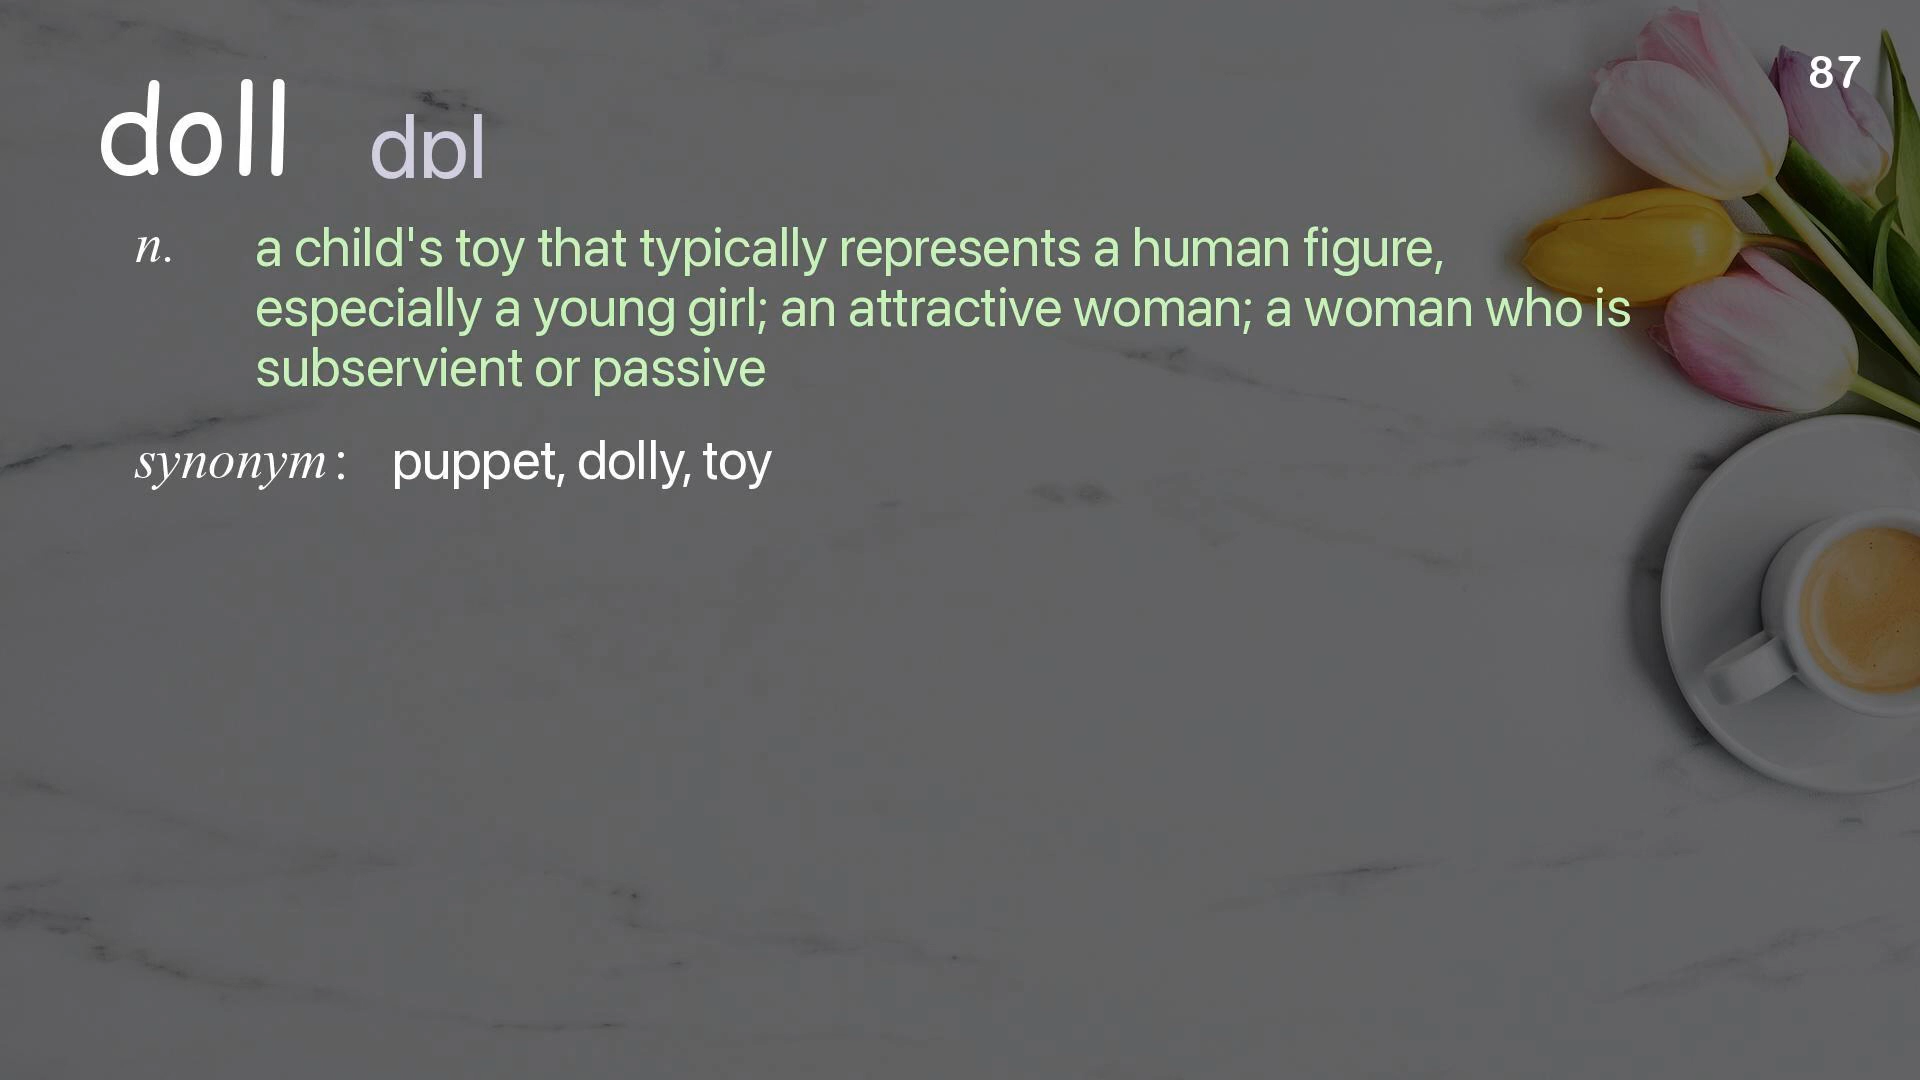 87
doll dɒl
n. a child's toy that typically represents a human figure,
especially a young girl; an attractive woman; a woman who is
subservient or passive
synonym: puppet, dolly, toy